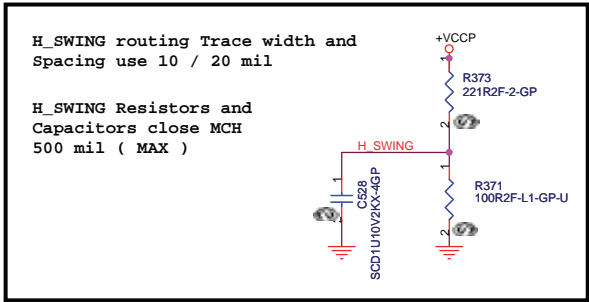 H_SWING routing Trace width and
Spacing use 10 / 20 mil
H_SWING Resistors and
Capacitors close MCH
500 mil ( MAX )
+VCCP
1
R373
221R2F-2-GP
2
H_SWING
1
C528
SCD1U10V2KX-4GP
1
R371
100R2F-L1-GP-U
2